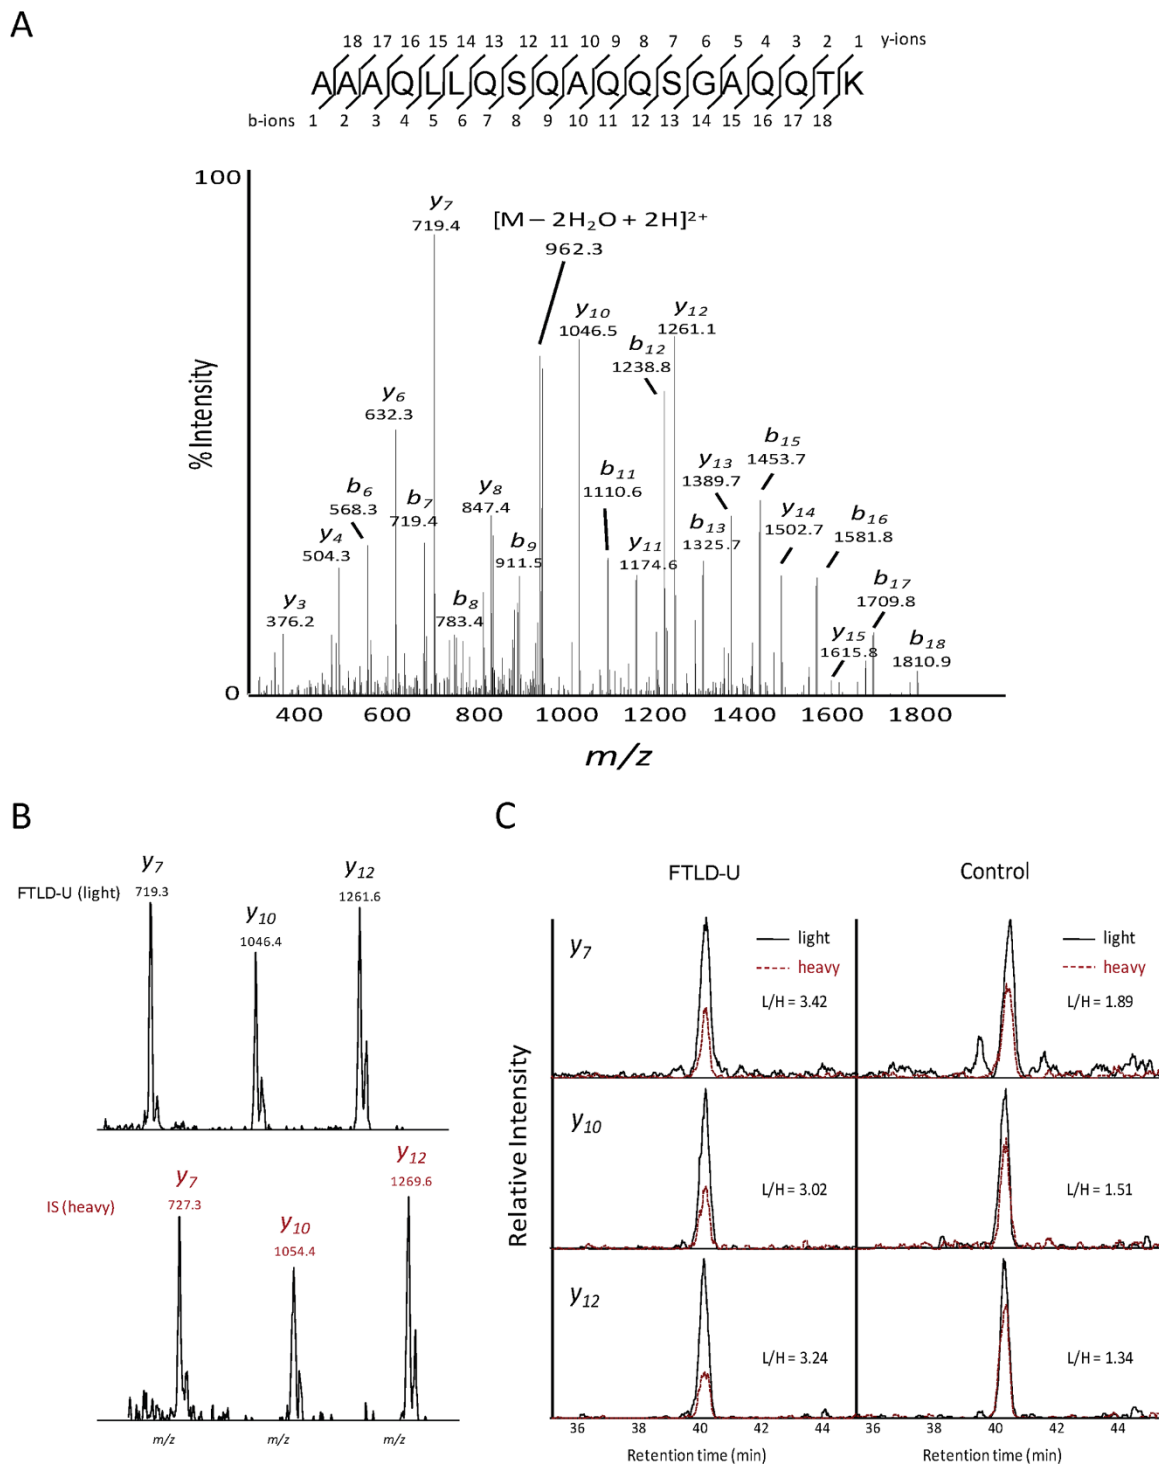 A
18 17 16 15 14 13 12 11 10 9 8 7 6 5 4 3 2 1 y-ions
AAAQLLQSQAQQSGAQQTK
b-ions 1 2 3 4 5 6 7 8 9 10 11 12 13 14 15 16 17 18
100
% Intensity
0
y7
719.4
[M – 2H2O + 2H]2+
962.3
y10
1046.5
y12
1261.1
b12
1238.8
y6
632.3
b15
1453.7
y13
1389.7
b11
1110.6
y8
847.4
b6
568.3
b7
719.4
y14
1502.7
b16
1581.8
b13
1325.7
y4
504.3
b9
911.5
y11
1174.6
b17
1709.8
y3
376.2
b8
783.4
y15
1615.8
b18
1810.9
400 600 800 1000 1200 1400 1600 1800
m/z
B
FTLD-U (light)
y7
719.3
y10
1046.4
y12
1261.6
IS (heavy)
y7
727.3
y10
1054.4
y12
1269.6
m/z m/z m/z
C
FTLD-U Control
Relative Intensity
y7
light
heavy
L/H = 3.42
light
heavy
L/H = 1.89
y10
L/H = 3.02
L/H = 1.51
y12
L/H = 3.24
L/H = 1.34
36 38 40 42 44 36 38 40 42 44
Retention time (min) Retention time (min)